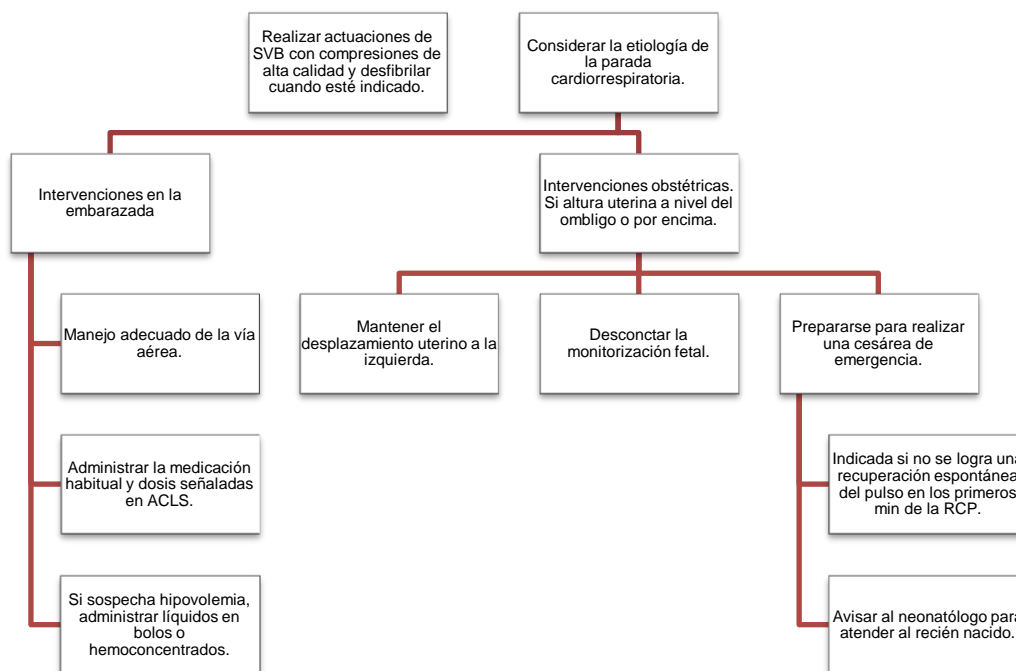 Realizar actuaciones de
SVB con compresiones de
alta calidad y desfibrilar
cuando esté indicado.
Considerar la etiología de
la parada
cardiorrespiratoria.
Intervenciones en la
embarazada
Intervenciones obstétricas.
Si altura uterina a nivel del
ombligo o por encima.
Manejo adecuado de la vía
aérea.
Mantener el
desplazamiento uterino a la
izquierda.
Desconctar la
monitorización fetal.
Prepararse para realizar
una cesárea de
emergencia.
Administrar la medicación
habitual y dosis señaladas
en ACLS.
Indicada si no se logra una
recuperación espontánea
del pulso en los primeros
min de la RCP.
Si sospecha hipovolemia,
administrar líquidos en
bolos o
hemoconcentrados.
Avisar al neonatólogo para
atender al recién nacido.